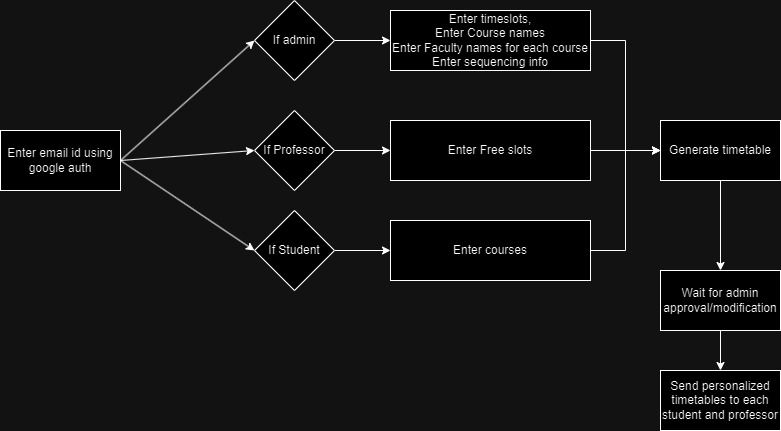 Enter email id using
google auth
If admin
If Professor
If Student
Enter timeslots,
Enter Course names
Enter Faculty names for each course
Enter sequencing info
Enter Free slots
Enter courses
Generate timetable
Wait for admin
approval/modification
Send personalized
timetables to each
student and professor